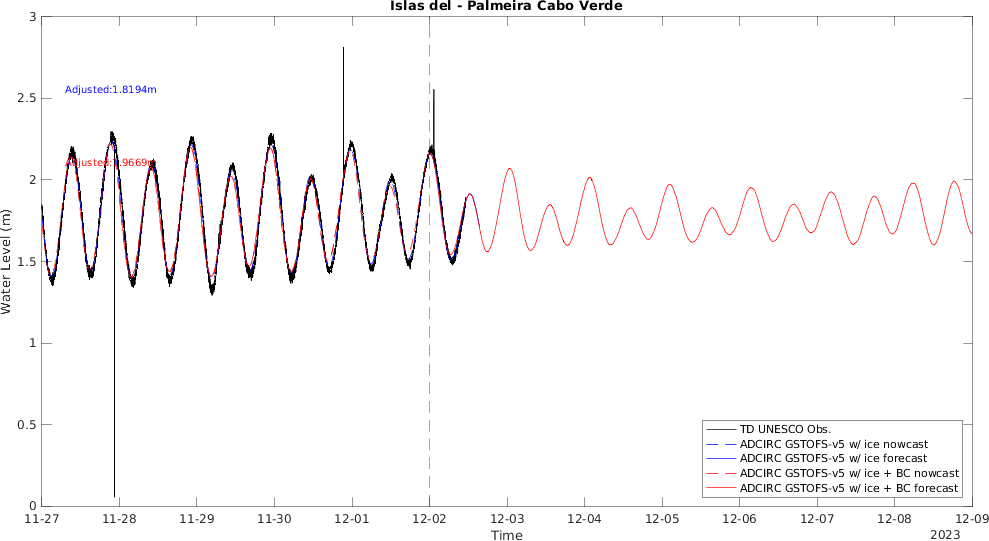 Islas del - Palmeira Cabo Verde
3
2.5
2
1.5
1
0.5
0
Water Level (m)
Adjusted:1.8194m
Adjusted:1.9669m
TD UNESCO Obs.
ADCIRC GSTOFS-v5 w/ ice nowcast
ADCIRC GSTOFS-v5 w/ ice forecast
ADCIRC GSTOFS-v5 w/ ice + BC nowcast
ADCIRC GSTOFS-v5 w/ ice + BC forecast
11-27 11-28 11-29 11-30 12-01 12-02 12-03 12-04 12-05 12-06 12-07 12-08 12-09
Time
2023